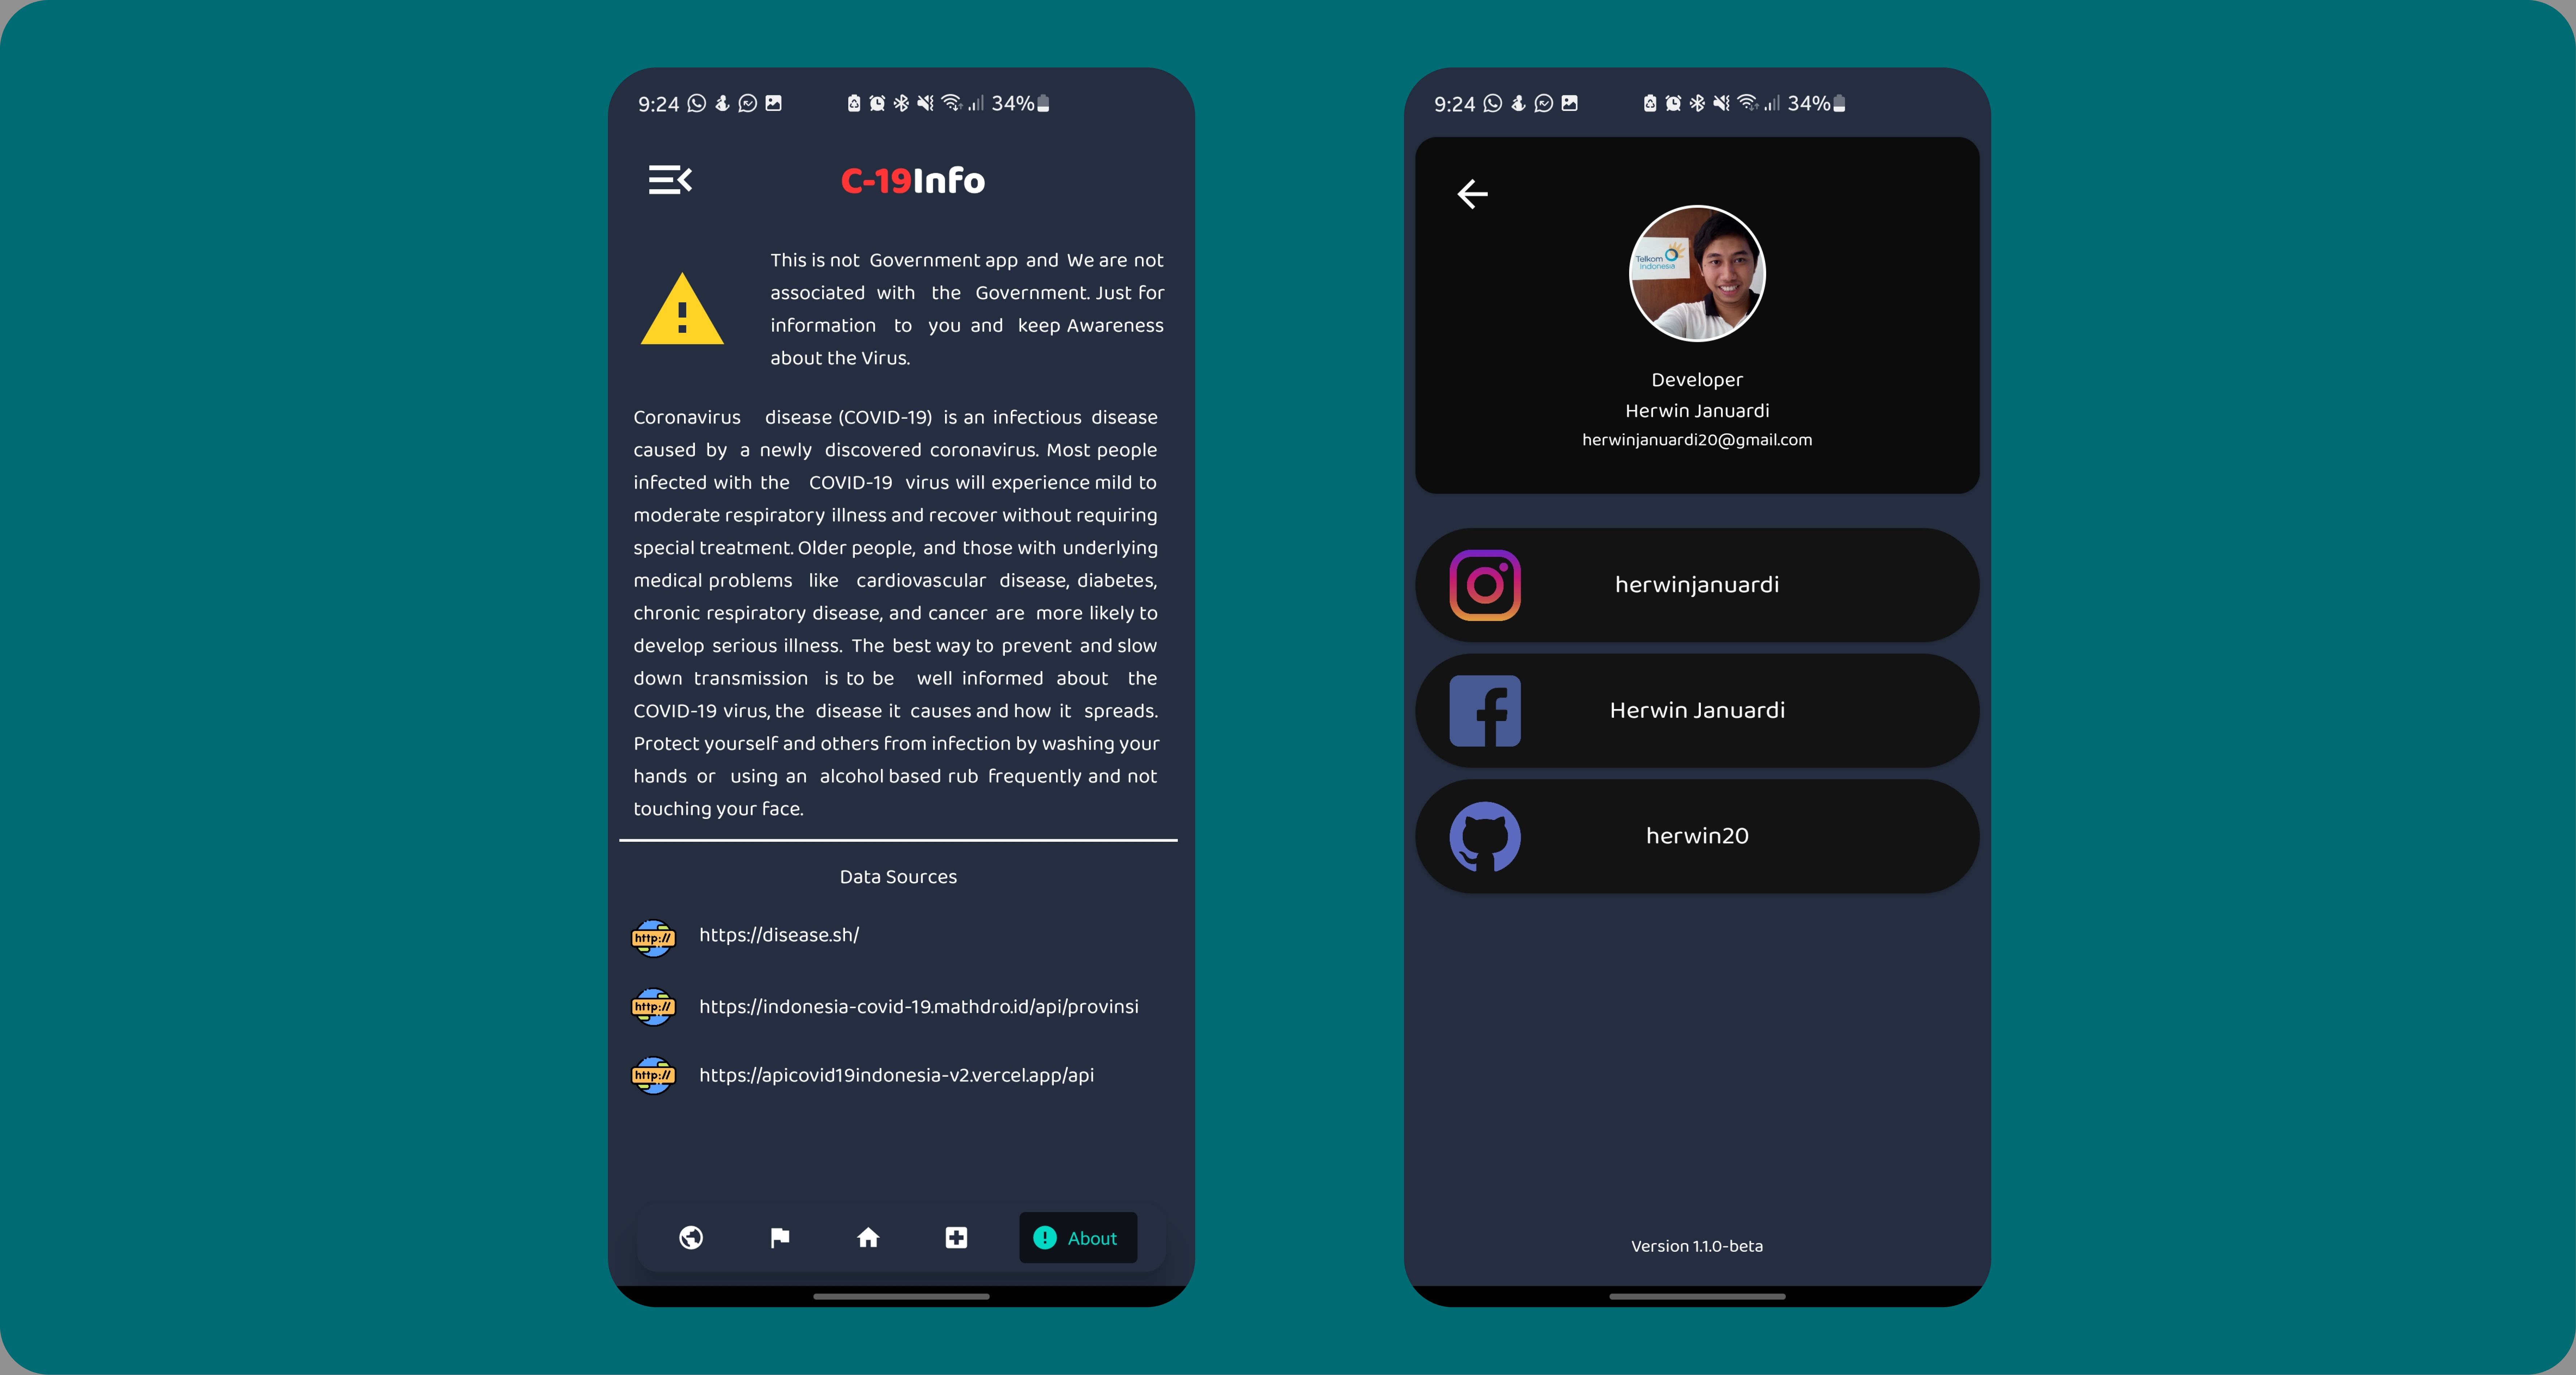 9:24
34%
C-19Info
This is not Government app and We are not
associated with the Government. Just for
information to you and keep Awareness
about the Virus.
Coronavirus disease (COVID-19) is an infectious disease
caused by a newly discovered coronavirus. Most people
infected with the COVID-19 virus will experience mild to
moderate respiratory illness and recover without requiring
special treatment. Older people, and those with underlying
medical problems like cardiovascular disease, diabetes,
chronic respiratory disease, and cancer are more likely to
develop serious illness. The best way to prevent and slow
down transmission is to be well informed about the
COVID-19 virus, the disease it causes and how it spreads.
Protect yourself and others from infection by washing your
hands or using an alcohol based rub frequently and not
touching your face.
Data Sources
http://
https://disease.sh/
http://
https://indonesia-covid-19.mathdro.id/api/provinsi
http://
https://apicovid19indonesia-v2.vercel.app/api
About
9:24
34%
Telkom
indonesia
Developer
Herwin Januardi
herwinjanuardi20@gmail.com
herwinjanuardi
Herwin Januardi
herwin20
Version 1.1.0-beta